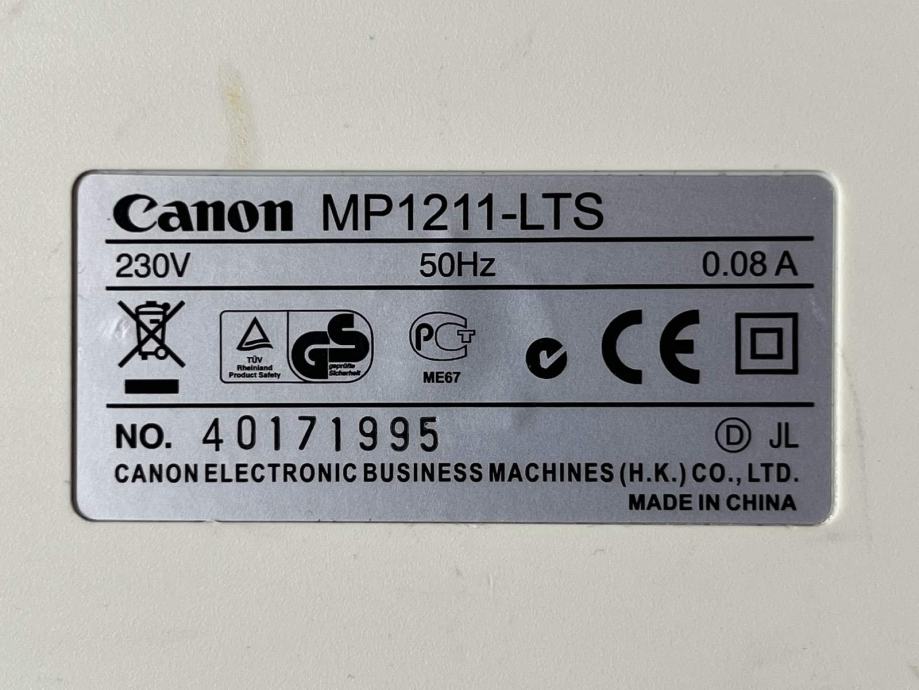 Canon MP1211-LTS
230V 50Hz 0.08 A
TÜV
Rheinland
Product Safety
GS
geprüfte
Sicherheit
PCT
ME67
CE
NO. 40171995 D JL
CANON ELECTRONIC BUSINESS MACHINES (H.K.) CO., LTD.
MADE IN CHINA